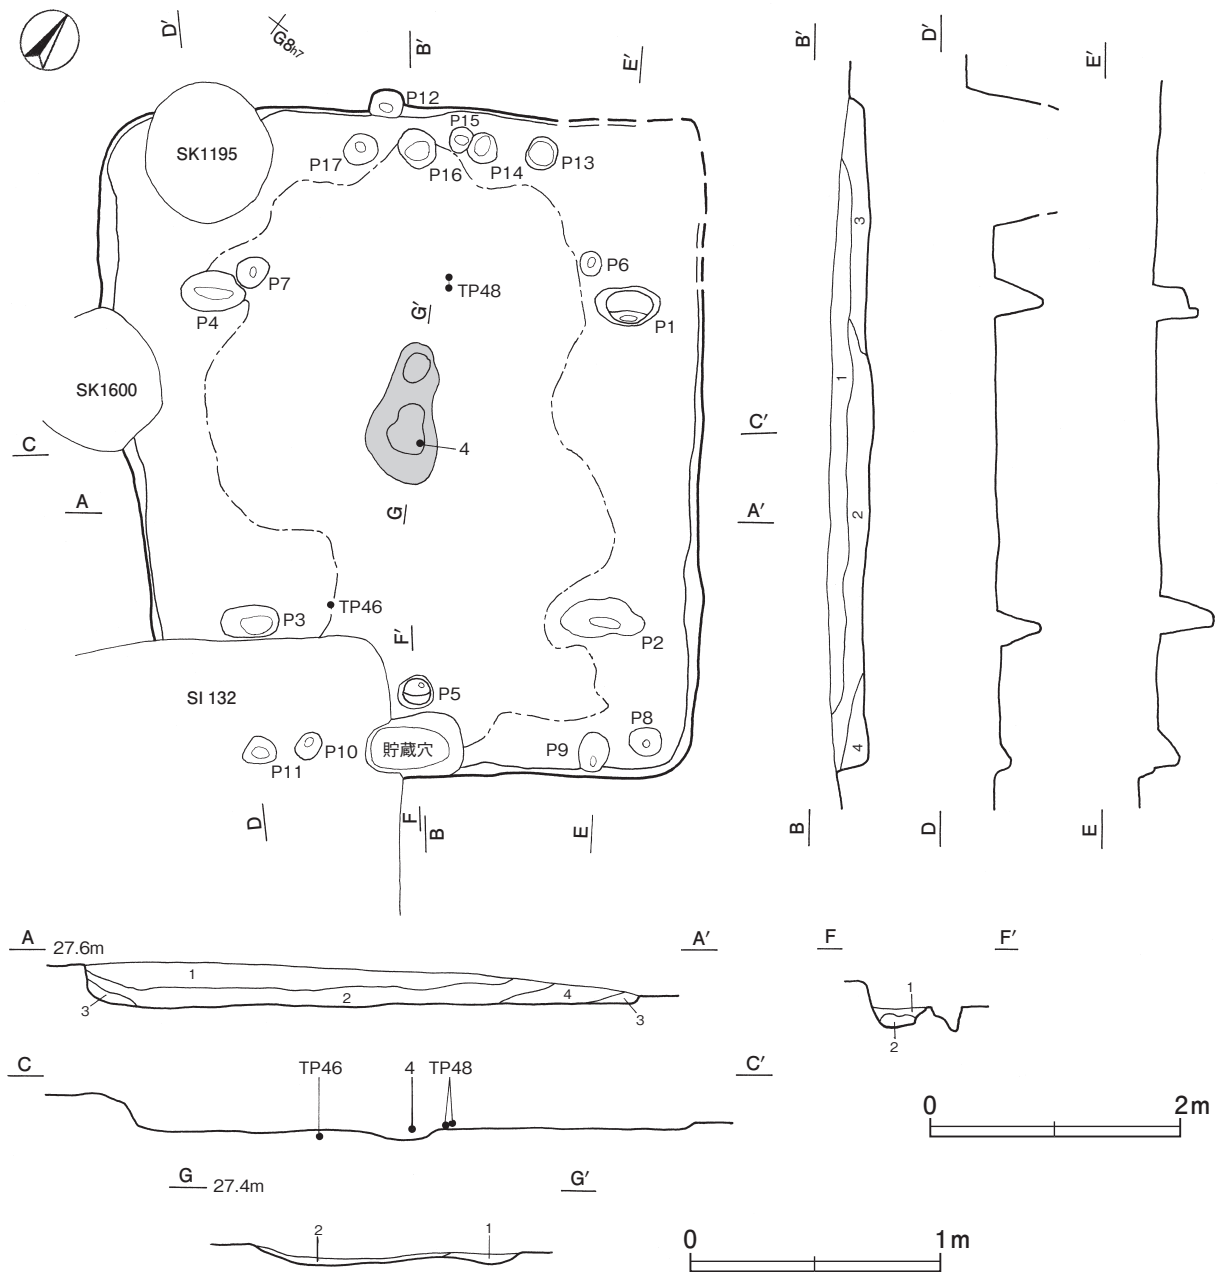 D′
G8h7
B′
E′
B′
D′
E′
P12
P15
SK1195
P17
P16
P14
P13
P7
P6
TP48
P4
G′
P1
3
SK1600
1
C
C′
4
A
G
A′
2
TP46
P3
F′
P2
SI 132
P5
P8
P10
貯蔵穴
P9
P11
4
D
F
B
E
B
D
E
A 27.6m
A′
F
F′
1
2
3
4
3
1
2
C
TP46
4
TP48
C′
0
2m
G 27.4m
G′
2
1
0
1m